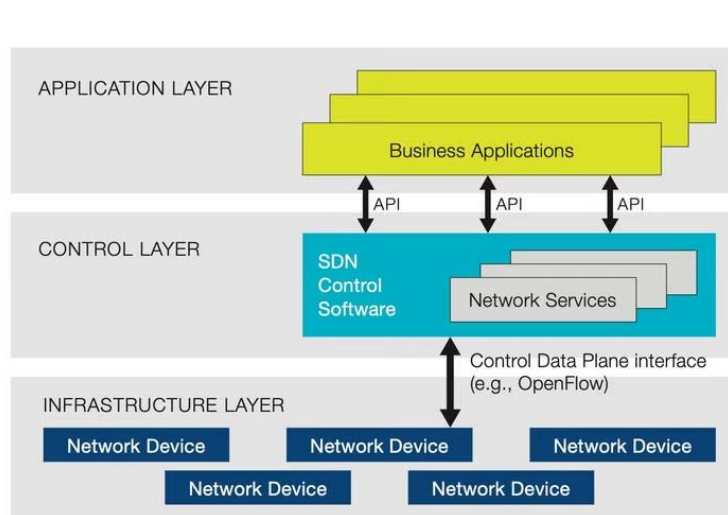 APPLICATION LAYER
Business Applications
API
API
API
CONTROL LAYER
SDN
Control
Software
Network Services
Control Data Plane interface
(e.g., OpenFlow)
INFRASTRUCTURE LAYER
Network Device
Network Device
Network Device
Network Device
Network Device